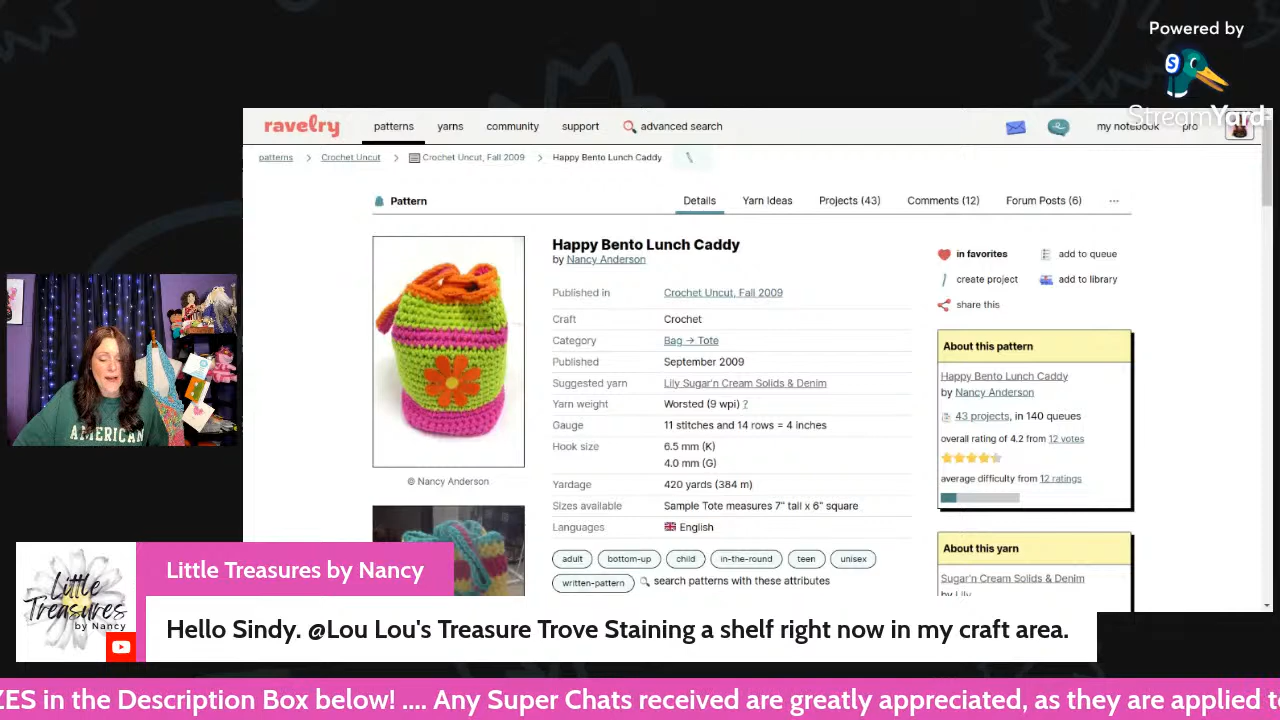 Powered by
StreamYard
ravelry
patterns yarns community support advanced search my notebook pro
patterns > Crochet Uncut > Crochet Uncut, Fall 2009 > Happy Bento Lunch Caddy
Pattern Details Yarn Ideas Projects (43) Comments (12) Forum Posts (6) ...
Happy Bento Lunch Caddy
by Nancy Anderson
Published in Crochet Uncut, Fall 2009
Craft Crochet
Category Bag → Tote
Published September 2009
Suggested yarn Lily Sugar'n Cream Solids & Denim
Yarn weight Worsted (9 wpi) ?
Gauge 11 stitches and 14 rows = 4 inches
Hook size 6.5 mm (K)
4.0 mm (G)
Yardage 420 yards (384 m)
Sizes available Sample Tote measures 7" tall x 6" square
Languages English
adult bottom-up child in-the-round teen unisex
written-pattern search patterns with these attributes
© Nancy Anderson
in favorites add to queue
create project add to library
share this
About this pattern
Happy Bento Lunch Caddy
by Nancy Anderson
43 projects, in 140 queues
overall rating of 4.2 from 12 votes
average difficulty from 12 ratings
About this yarn
Sugar'n Cream Solids & Denim
by Lily
AMERICAN
Little
Treasures
by Nancy
Little Treasures by Nancy
Hello Sindy. @Lou Lou's Treasure Trove Staining a shelf right now in my craft area.
ZES in the Description Box below! .... Any Super Chats received are greatly appreciated, as they are applied to